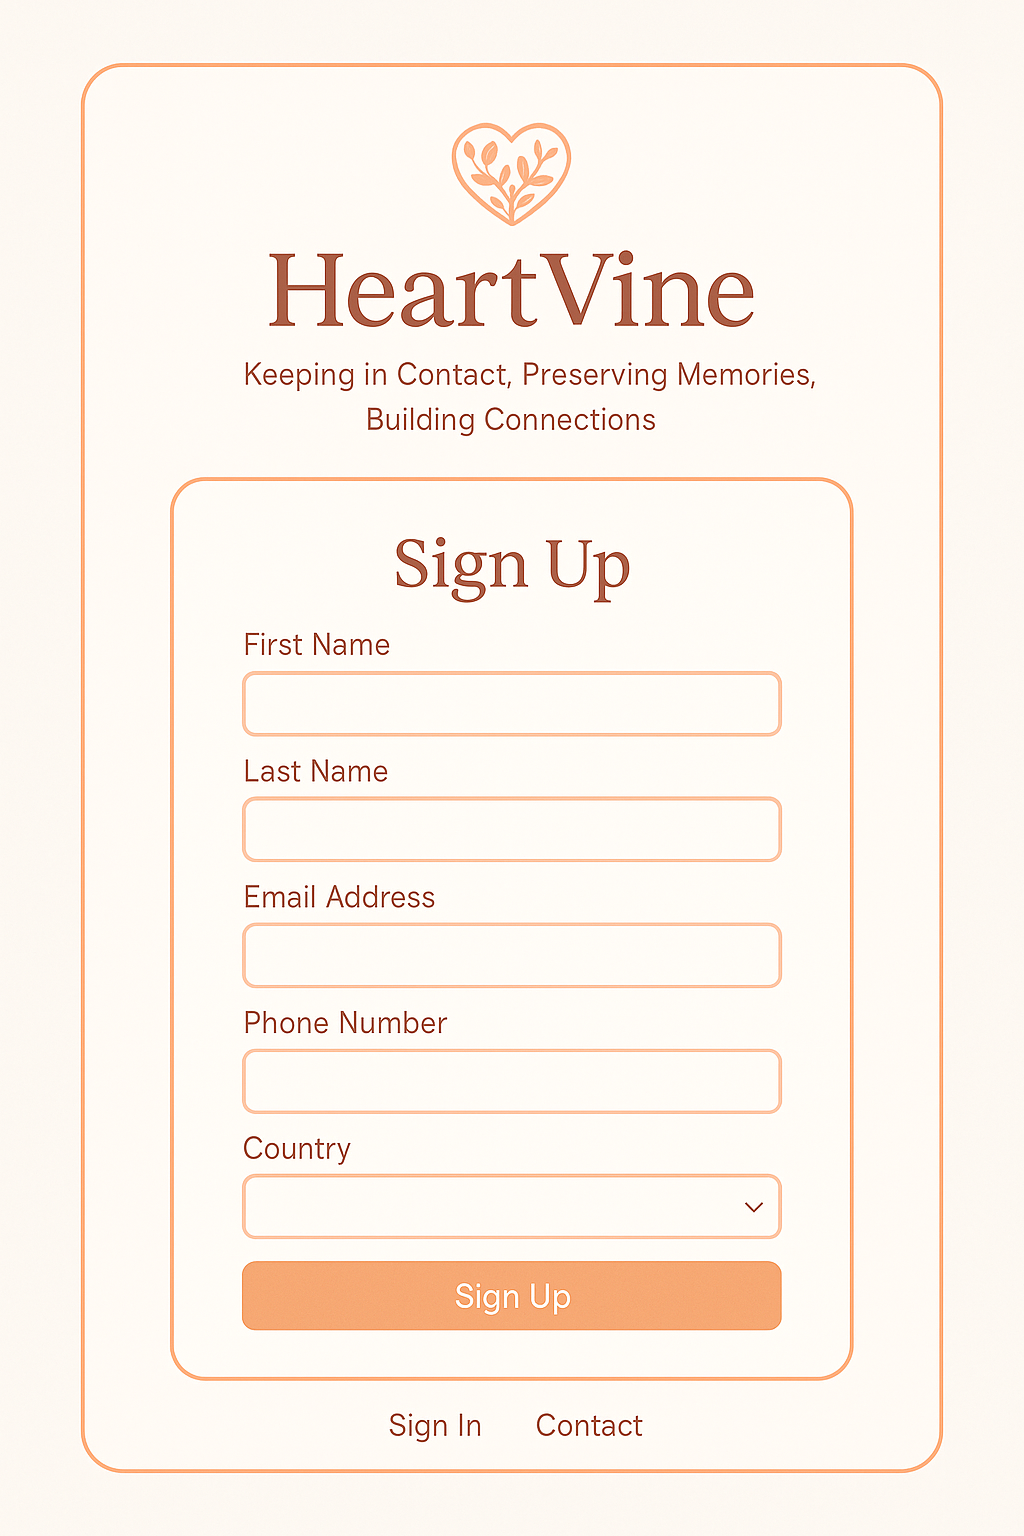 HeartVine
Keeping in Contact, Preserving Memories,
Building Connections
Sign Up
First Name
Last Name
Email Address
Phone Number
Country
Sign Up
Sign In Contact